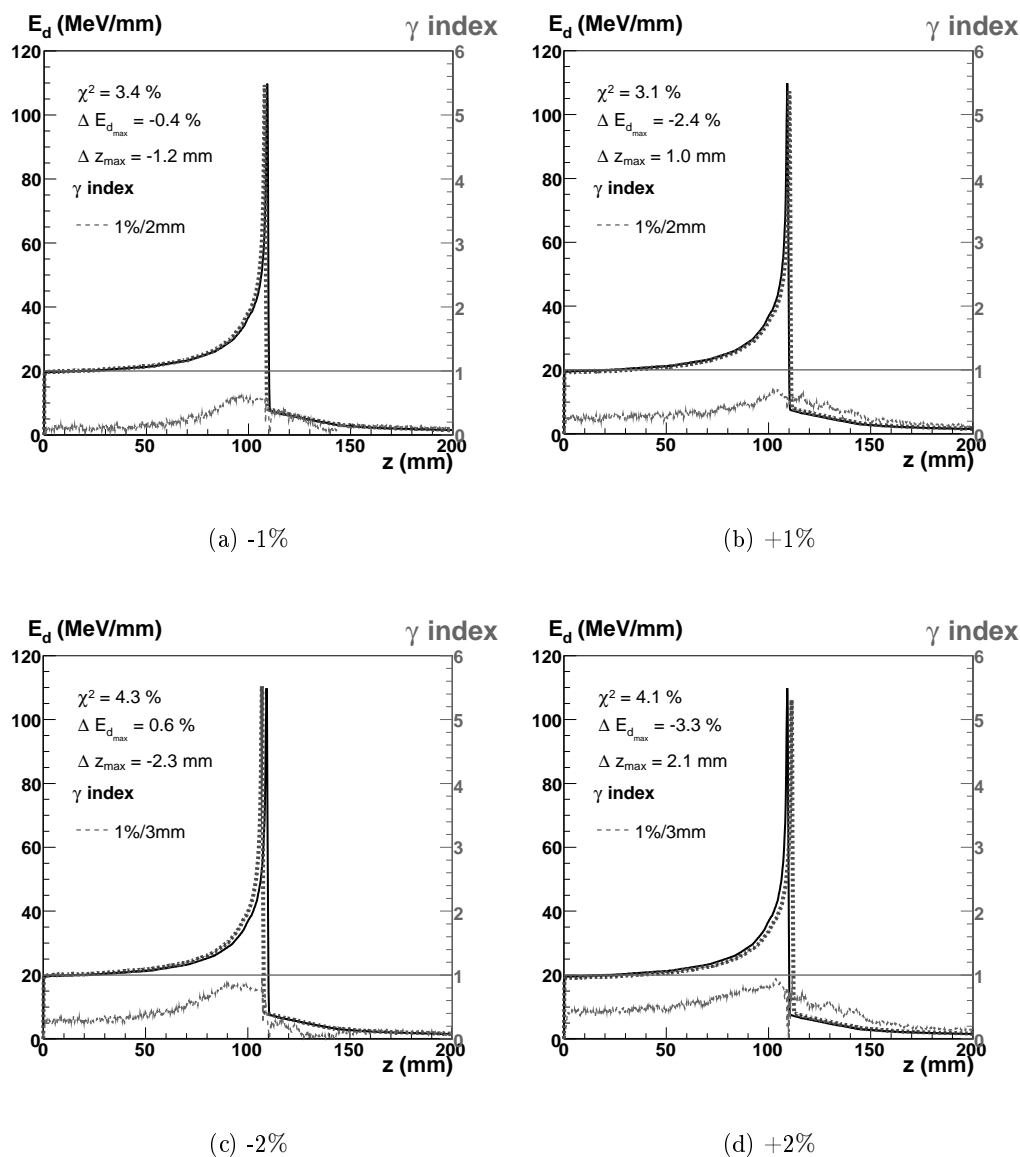 E_d (MeV/mm) γ index
120 6
χ² = 3.4 %
100 5
Δ E_d_max = -0.4 %
Δ z_max = -1.2 mm
80 4
γ index
1%/2mm
60 3
40 2
20 1
0 0
0 50 100 150 200
z (mm)
(a) -1%
E_d (MeV/mm) γ index
120 6
χ² = 3.1 %
100 5
Δ E_d_max = -2.4 %
Δ z_max = 1.0 mm
80 4
γ index
1%/2mm
60 3
40 2
20 1
0 0
0 50 100 150 200
z (mm)
(b) +1%
E_d (MeV/mm) γ index
120 6
χ² = 4.3 %
100 5
Δ E_d_max = 0.6 %
Δ z_max = -2.3 mm
80 4
γ index
1%/3mm
60 3
40 2
20 1
0 0
0 50 100 150 200
z (mm)
(c) -2%
E_d (MeV/mm) γ index
120 6
χ² = 4.1 %
100 5
Δ E_d_max = -3.3 %
Δ z_max = 2.1 mm
80 4
γ index
1%/3mm
60 3
40 2
20 1
0 0
0 50 100 150 200
z (mm)
(d) +2%